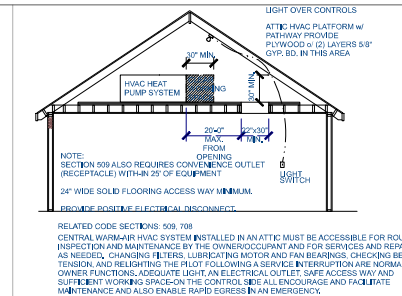 LIGHT OVER CONTROLS
ATTIC HVAC PLATFORM w/
PATHWAY PROVIDE
PLYWOOD o/ (2) LAYERS 5/8"
GYP. BD. IN THIS AREA
30" MIN.
HVAC HEAT
PUMP SYSTEM
30" MIN.
20'-0"
MAX.
FROM
OPENING
22"x30"
MIN.
LIGHT
SWITCH
NOTE:
SECTION 509 ALSO REQUIRES CONVENIENCE OUTLET
(RECEPTACLE) WITH-IN 25' OF EQUIPMENT
24" WIDE SOLID FLOORING ACCESS WAY MINIMUM.
PROVIDE POSITIVE ELECTRICAL DISCONNECT.
RELATED CODE SECTIONS: 509, 708
CENTRAL WARM-AIR HVAC SYSTEM INSTALLED IN AN ATTIC MUST BE ACCESSIBLE FOR ROU
INSPECTION AND MAINTENANCE BY THE OWNER/OCCUPANT AND FOR SERVICES AND REPA
AS NEEDED. CHANGING FILTERS, LUBRICATING MOTOR AND FAN BEARINGS, CHECKING BE
TENSION, AND RELIGHTING THE PILOT FOLLOWING A SERVICE INTERRUPTION ARE NORMA
OWNER FUNCTIONS. ADEQUATE LIGHT, AN ELECTRICAL OUTLET, SAFE ACCESS WAY AND
SUFFICIENT WORKING SPACE ON THE CONTROL SIDE ALL ENCOURAGE AND FACILITATE
MAINTENANCE AND ALSO ENABLE RAPID EGRESS IN AN EMERGENCY.